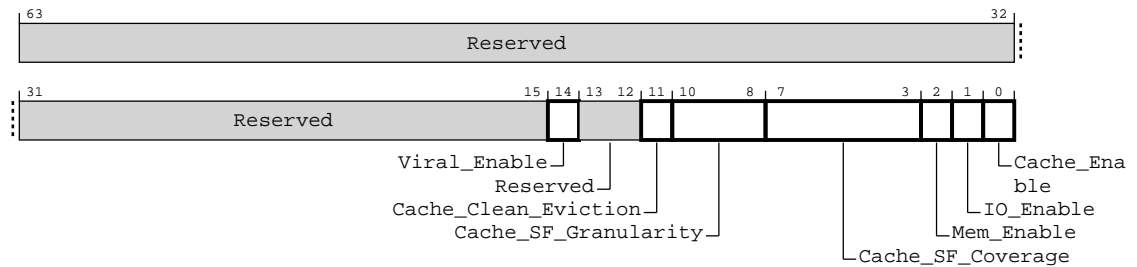 63 32
Reserved
31 15 14 13 12 11 10 8 7 3 2 1 0
Reserved
Viral_Enable Cache_Ena
Reserved ble
Cache_Clean_Eviction IO_Enable
Cache_SF_Granularity Mem_Enable
Cache_SF_Coverage